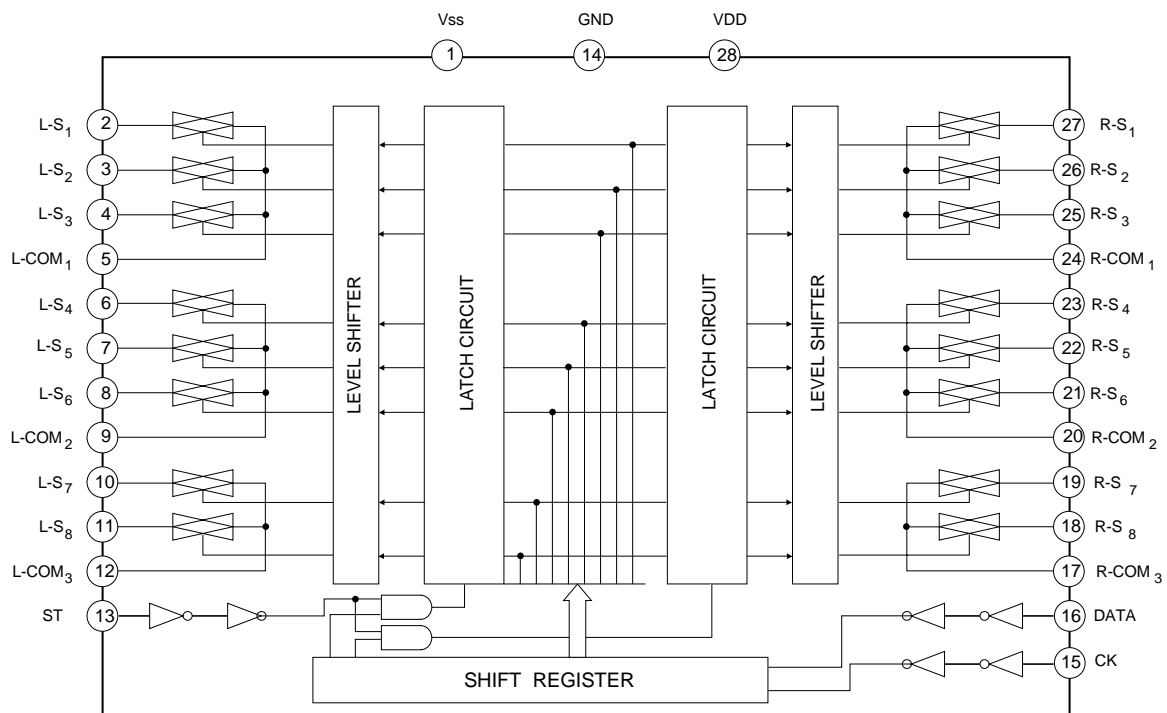 Vss GND VDD
1 14 28
L-S1 2 27 R-S1
L-S2 3 26 R-S2
L-S3 4 25 R-S3
L-COM1 5 24 R-COM1
L-S4 6 23 R-S4
L-S5 7 22 R-S5
L-S6 8 21 R-S6
L-COM2 9 20 R-COM2
L-S7 10 19 R-S7
L-S8 11 18 R-S8
L-COM3 12 17 R-COM3
ST 13 16 DATA
15 CK
LEVEL SHIFTER
LATCH CIRCUIT
LATCH CIRCUIT
LEVEL SHIFTER
SHIFT REGISTER